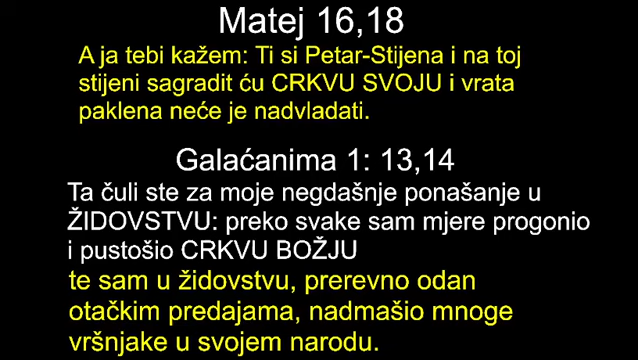 Matej 16,18
A ja tebi kažem: Ti si Petar-Stijena i na toj
stijeni sagradit ću CRKVU SVOJU i vrata
paklena neće je nadvladati.
Galaćanima 1: 13,14
Ta čuli ste za moje negdašnje ponašanje u
ŽIDOVSTVU: preko svake sam mjere progonio
i pustošio CRKVU BOŽJU
te sam u židovstvu, prerevno odan
otačkim predajama, nadmašio mnoge
vršnjake u svojem narodu.